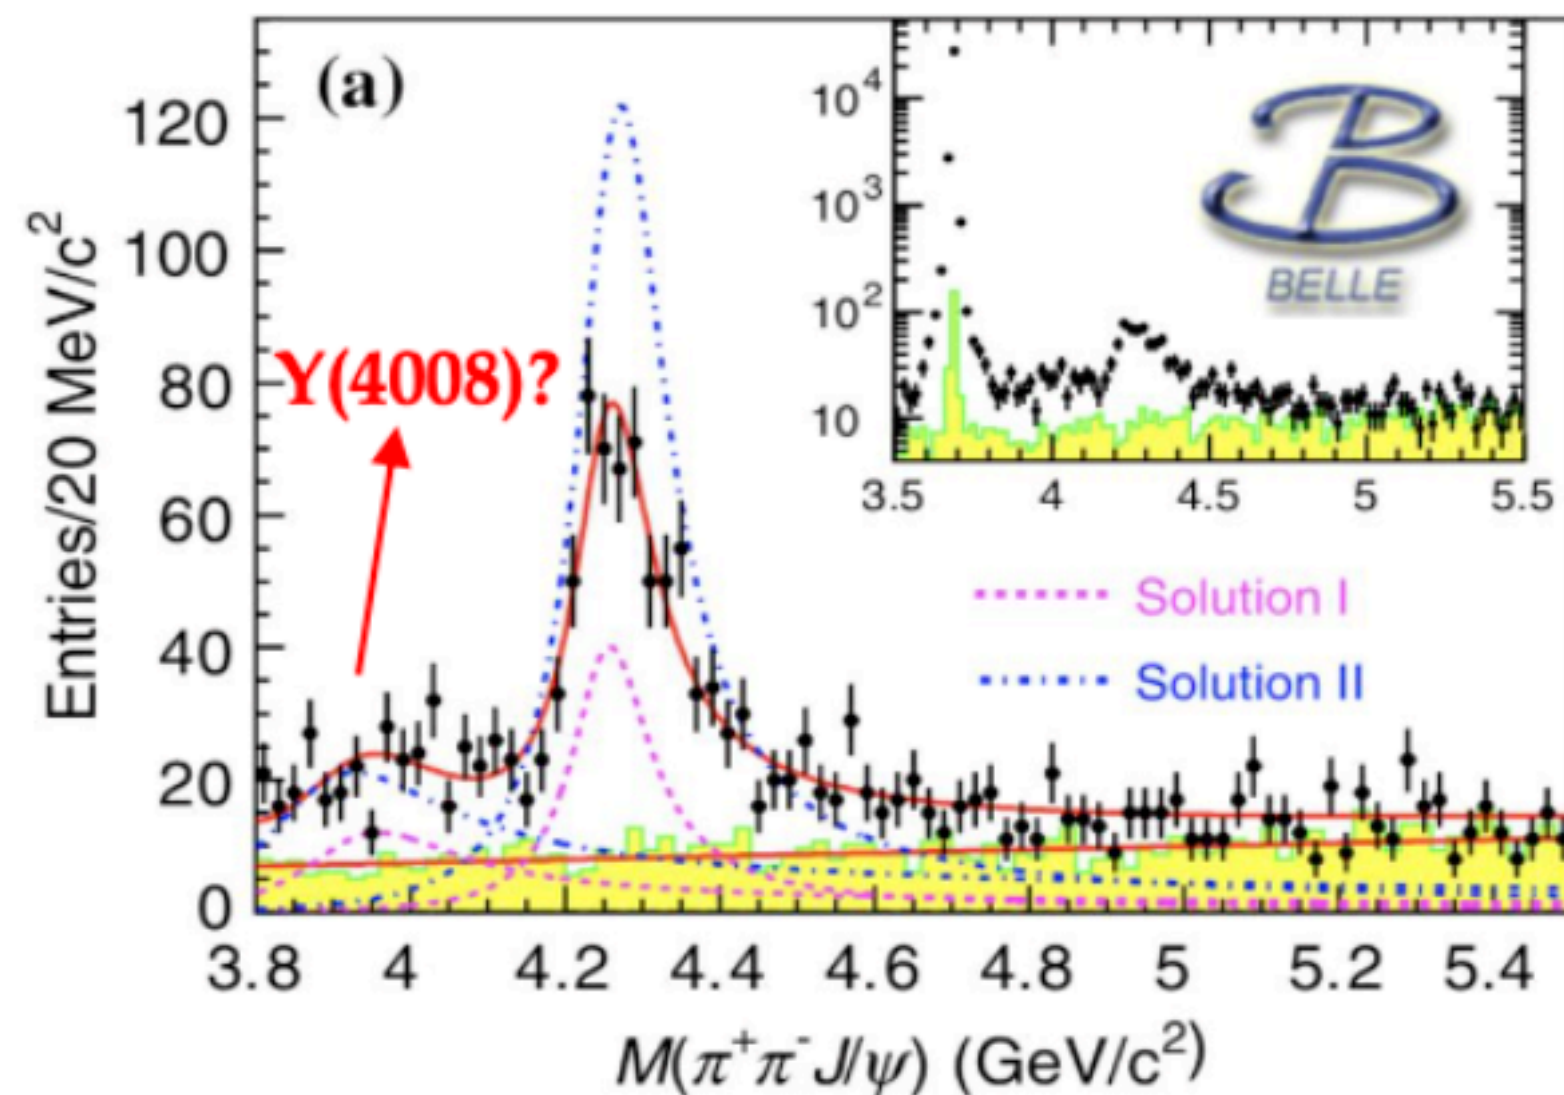 (a)
Entries/20 MeV/c²
120
100
80
60
40
20
0
Y(4008)?
10⁴
10³
10²
10
3.5 4 4.5 5 5.5
BELLE
Solution I
Solution II
3.8 4 4.2 4.4 4.6 4.8 5 5.2 5.4
M(π⁺π⁻J/ψ) (GeV/c²)